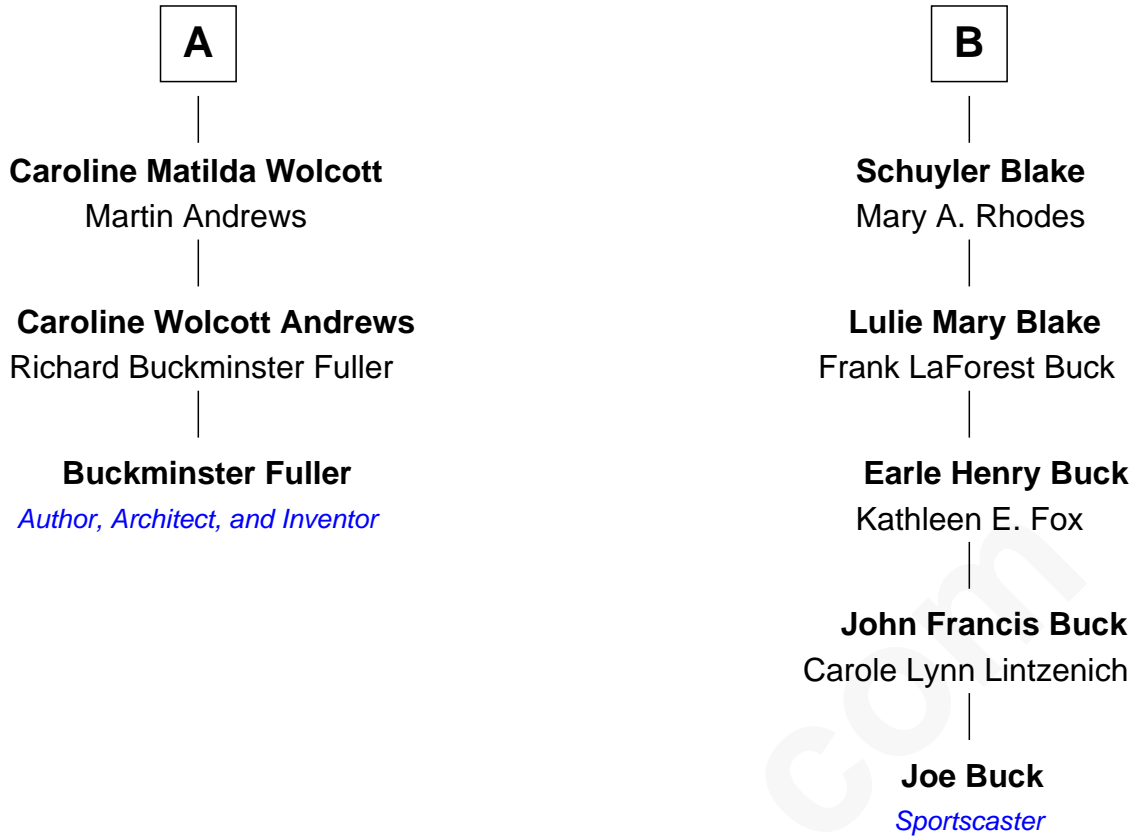 A
Caroline Matilda Wolcott
Martin Andrews
Caroline Wolcott Andrews
Richard Buckminster Fuller
Buckminster Fuller
Author, Architect, and Inventor
B
Schuyler Blake
Mary A. Rhodes
Lulie Mary Blake
Frank LaForest Buck
Earle Henry Buck
Kathleen E. Fox
John Francis Buck
Carole Lynn Lintzenich
Joe Buck
Sportscaster
com